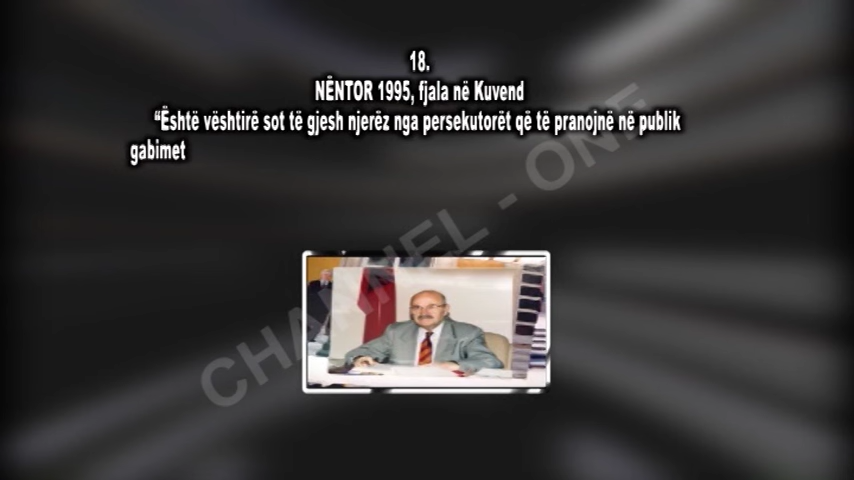 18.
NËNTOR 1995, fjala në Kuvend
“Është vështirë sot të gjesh njerëz nga persekutorët që të pranojnë në publik
gabimet
CHANNEL - ONE